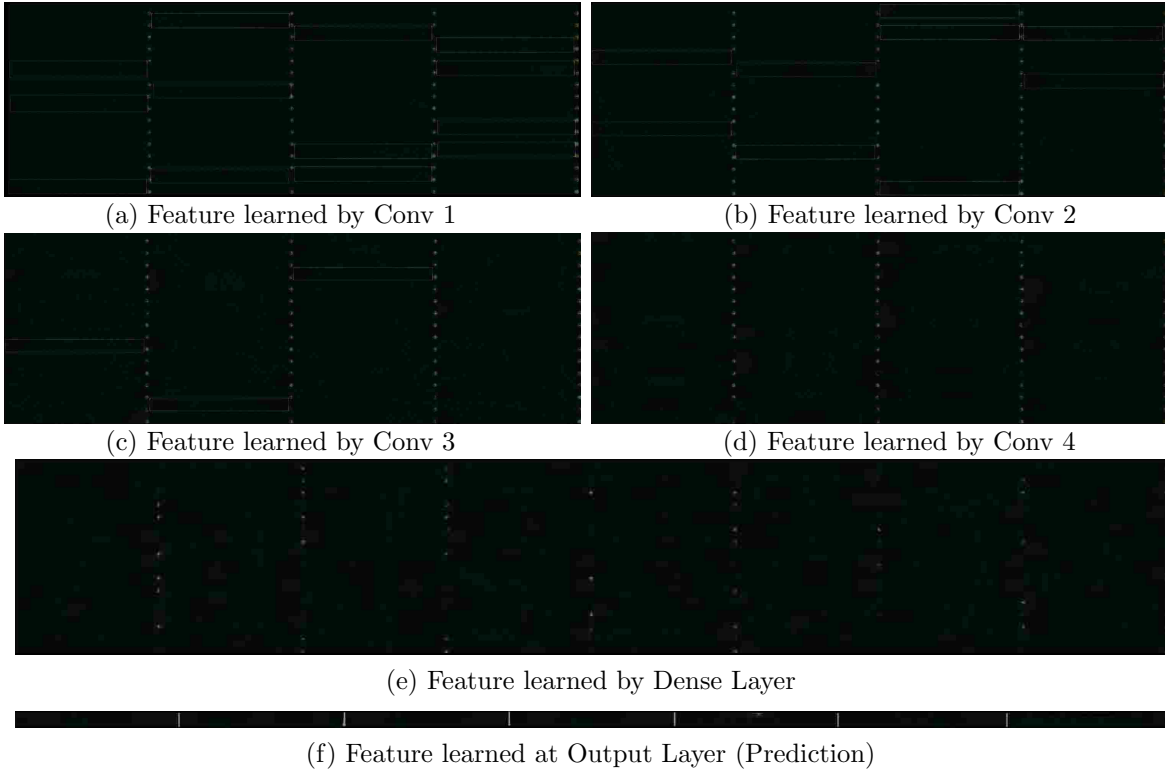 (a) Feature learned by Conv 1
(b) Feature learned by Conv 2
(c) Feature learned by Conv 3
(d) Feature learned by Conv 4
(e) Feature learned by Dense Layer
(f) Feature learned at Output Layer (Prediction)